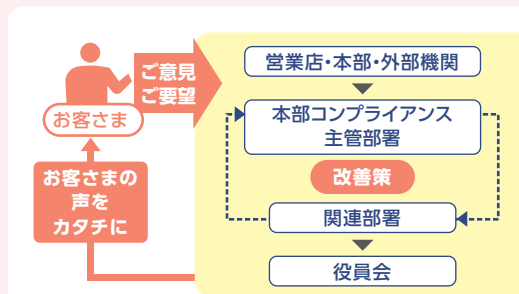 ご意見
ご要望
お客さま
お客さまの
声を
カタチに
営業店・本部・外部機関
本部コンプライアンス
主管部署
改善策
関連部署
役員会